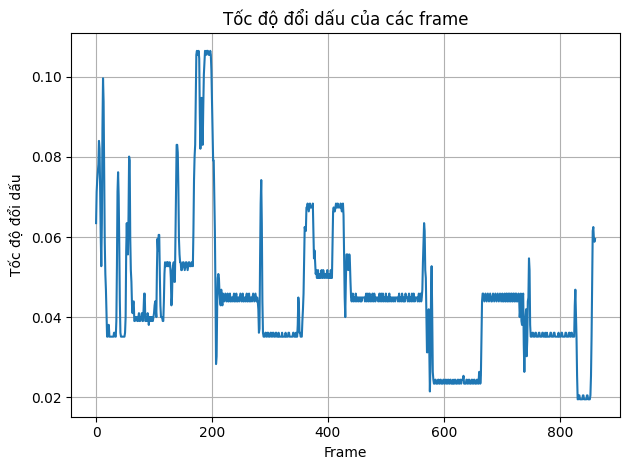 Tốc độ đổi dấu của các frame
Tốc độ đổi dấu
0.10
0.08
0.06
0.04
0.02
0 200 400 600 800
Frame